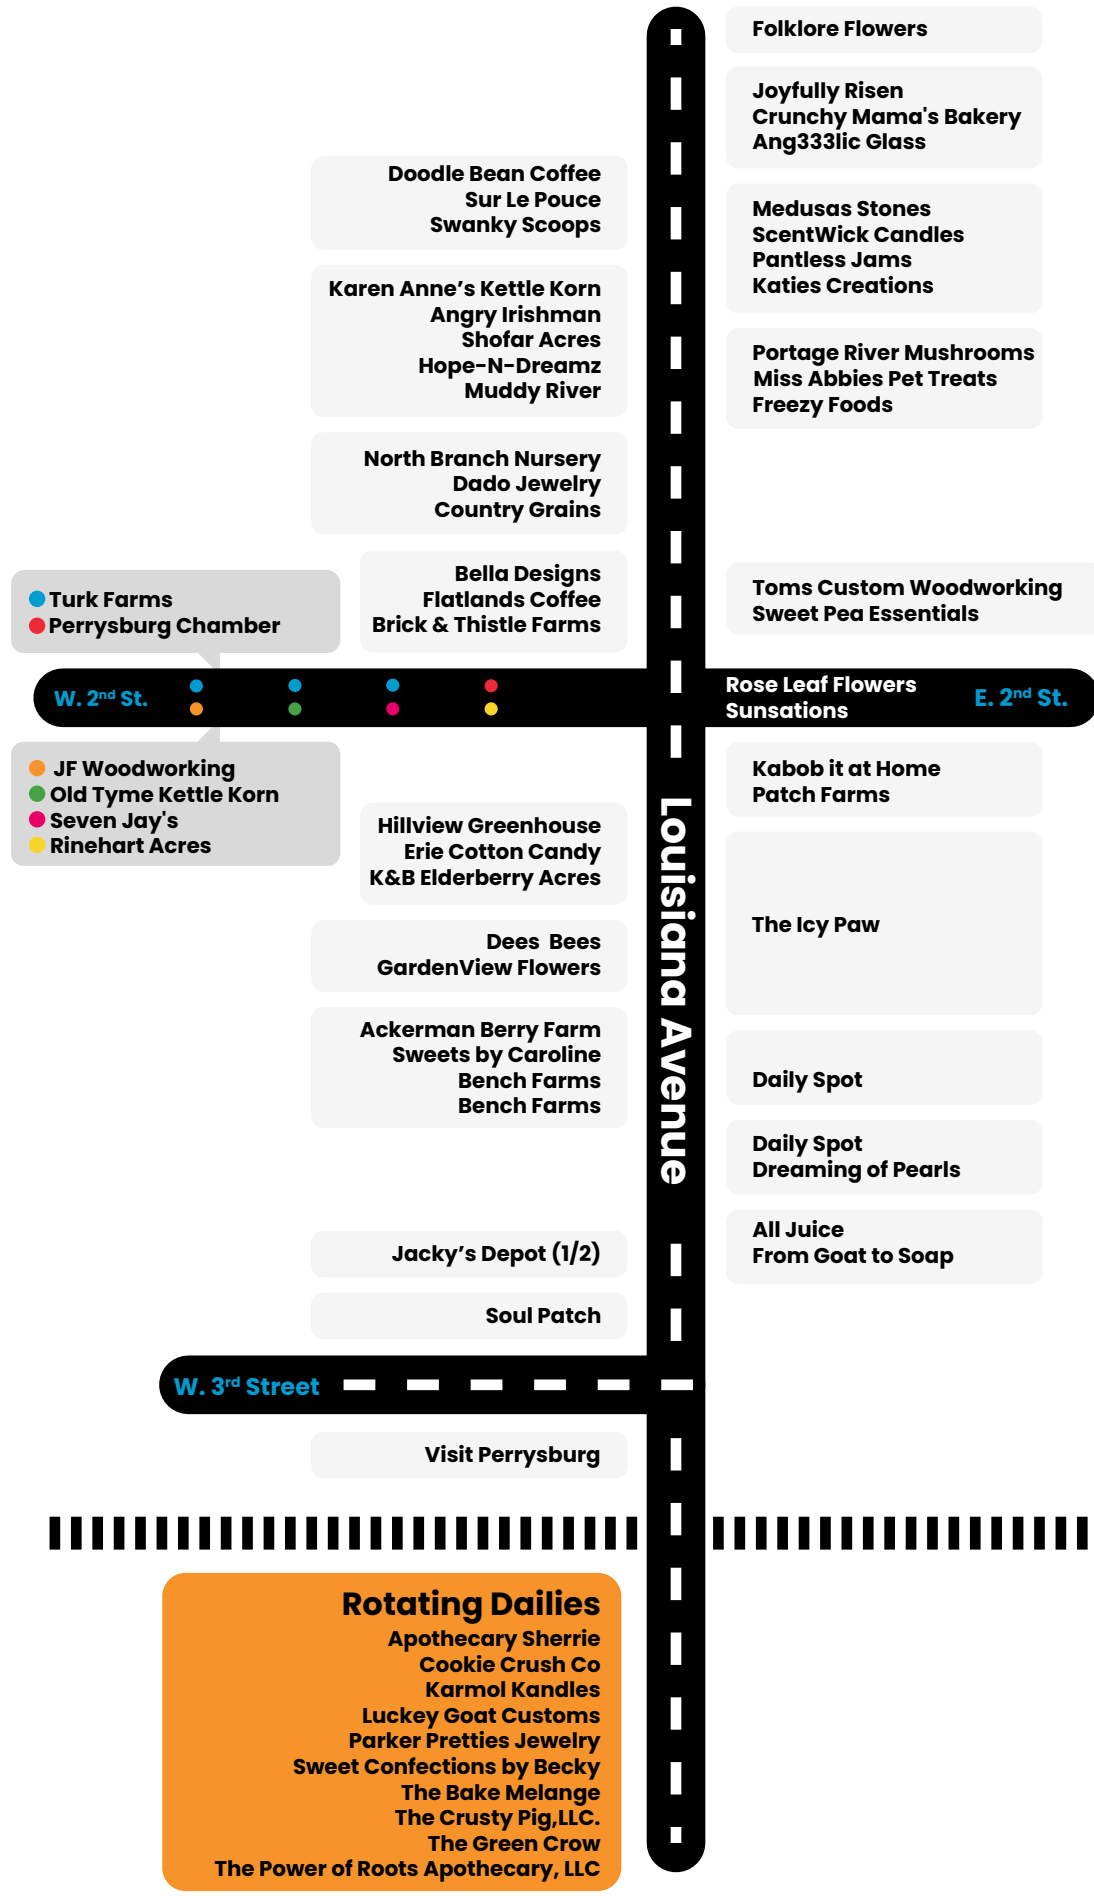 Folklore Flowers
Joyfully Risen
Crunchy Mama's Bakery
Ang333lic Glass
Doodle Bean Coffee
Sur Le Pouce
Swanky Scoops
Medusas Stones
ScentWick Candles
Pantless Jams
Katies Creations
Karen Anne’s Kettle Korn
Angry Irishman
Shofar Acres
Hope-N-Dreamz
Muddy River
Portage River Mushrooms
Miss Abbies Pet Treats
Freezy Foods
North Branch Nursery
Dado Jewelry
Country Grains
Bella Designs
Flatlands Coffee
Brick & Thistle Farms
Toms Custom Woodworking
Sweet Pea Essentials
Turk Farms
Perrysburg Chamber
W. 2nd St.
Rose Leaf Flowers
Sunsations
E. 2nd St.
JF Woodworking
Old Tyme Kettle Korn
Seven Jay's
Rinehart Acres
Kabob it at Home
Patch Farms
Louisiana Avenue
Hillview Greenhouse
Erie Cotton Candy
K&B Elderberry Acres
The Icy Paw
Dees  Bees
GardenView Flowers
Ackerman Berry Farm
Sweets by Caroline
Bench Farms
Bench Farms
Daily Spot
Daily Spot
Dreaming of Pearls
All Juice
From Goat to Soap
Jacky’s Depot (1/2)
Soul Patch
W. 3rd Street
Visit Perrysburg
Rotating Dailies
Apothecary Sherrie
Cookie Crush Co
Karmol Kandles
Luckey Goat Customs
Parker Pretties Jewelry
Sweet Confections by Becky
The Bake Melange
The Crusty Pig,LLC.
The Green Crow
The Power of Roots Apothecary, LLC